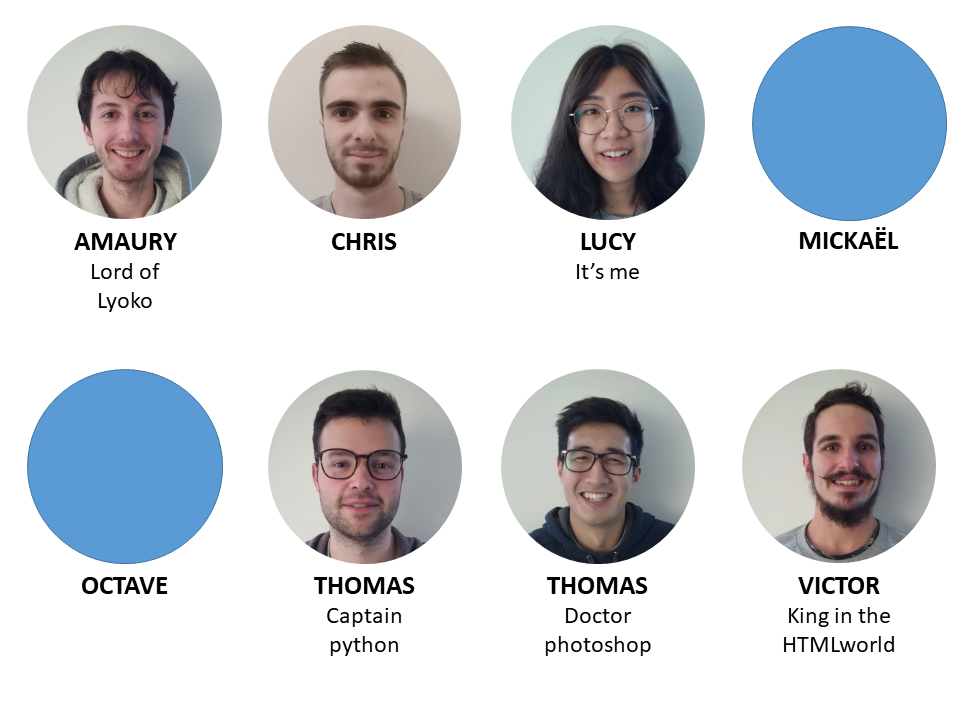 AMAURY
Lord of
Lyoko
CHRIS
LUCY
It’s me
MICKAËL
OCTAVE
THOMAS
Captain
python
THOMAS
Doctor
photoshop
VICTOR
King in the
HTMLworld